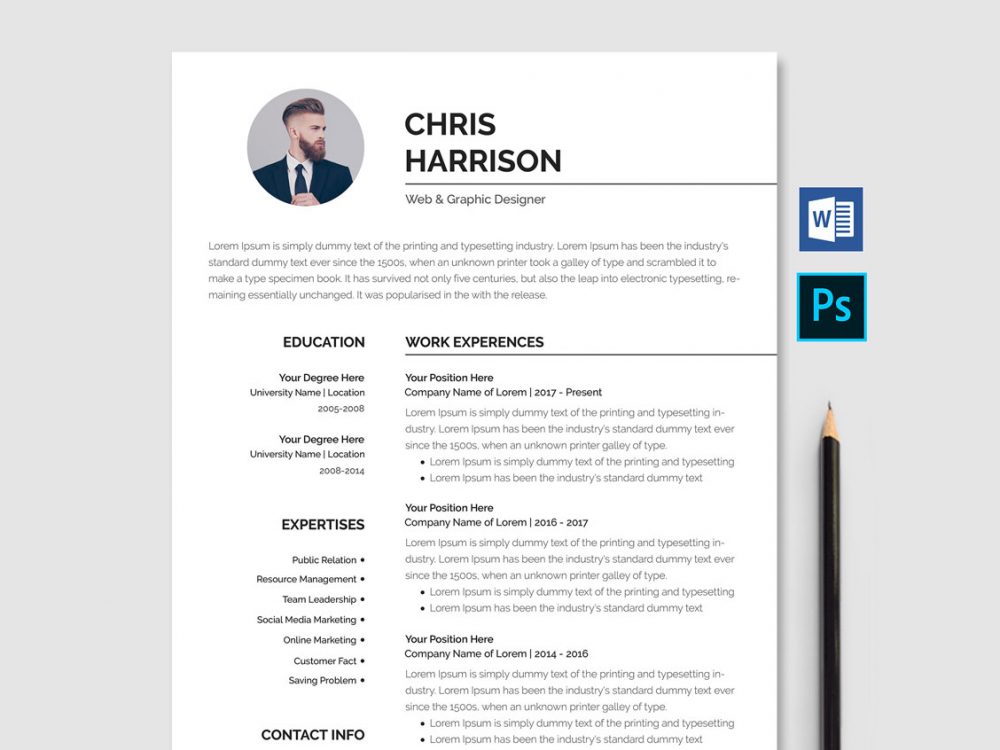 CHRIS
HARRISON
Web & Graphic Designer
Lorem Ipsum is simply dummy text of the printing and typesetting industry. Lorem Ipsum has been the industry's
standard dummy text ever since the 1500s, when an unknown printer took a galley of type and scrambled it to
make a type specimen book. It has survived not only five centuries, but also the leap into electronic typesetting, re-
maining essentially unchanged. It was popularised in the with the release.
EDUCATION
Your Degree Here
University Name | Location
2005-2008
Your Degree Here
University Name | Location
2008-2014
EXPERTISES
Public Relation •
Resource Management •
Team Leadership •
Social Media Marketing •
Online Marketing •
Customer Fact •
Saving Problem •
CONTACT INFO
WORK EXPERENCES
Your Position Here
Company Name of Lorem | 2017 - Present
Lorem Ipsum is simply dummy text of the printing and typesetting in-
dustry. Lorem Ipsum has been the industry's standard dummy text ever
since the 1500s, when an unknown printer galley of type.
• Lorem Ipsum is simply dummy text of the printing and typesetting
• Lorem Ipsum has been the industry's standard dummy text
Your Position Here
Company Name of Lorem | 2016 - 2017
Lorem Ipsum is simply dummy text of the printing and typesetting in-
dustry. Lorem Ipsum has been the industry's standard dummy text ever
since the 1500s, when an unknown printer galley of type.
• Lorem Ipsum is simply dummy text of the printing and typesetting
• Lorem Ipsum has been the industry's standard dummy text
Your Position Here
Company Name of Lorem | 2014 - 2016
Lorem Ipsum is simply dummy text of the printing and typesetting in-
dustry. Lorem Ipsum has been the industry's standard dummy text ever
since the 1500s, when an unknown printer galley of type.
• Lorem Ipsum is simply dummy text of the printing and typesetting
• Lorem Ipsum has been the industry's standard dummy text
W
Ps